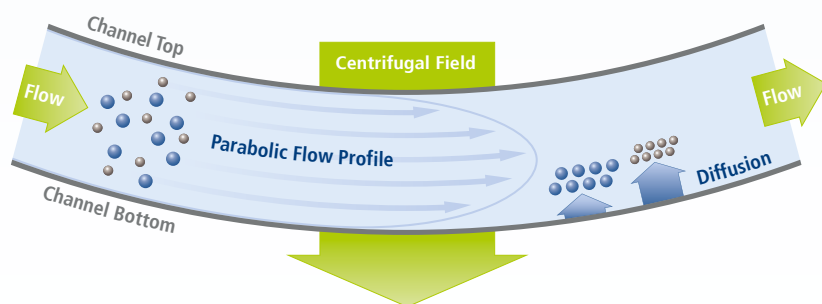 Channel Top
Centrifugal Field
Flow
Flow
Parabolic Flow Profile
Diffusion
Channel Bottom